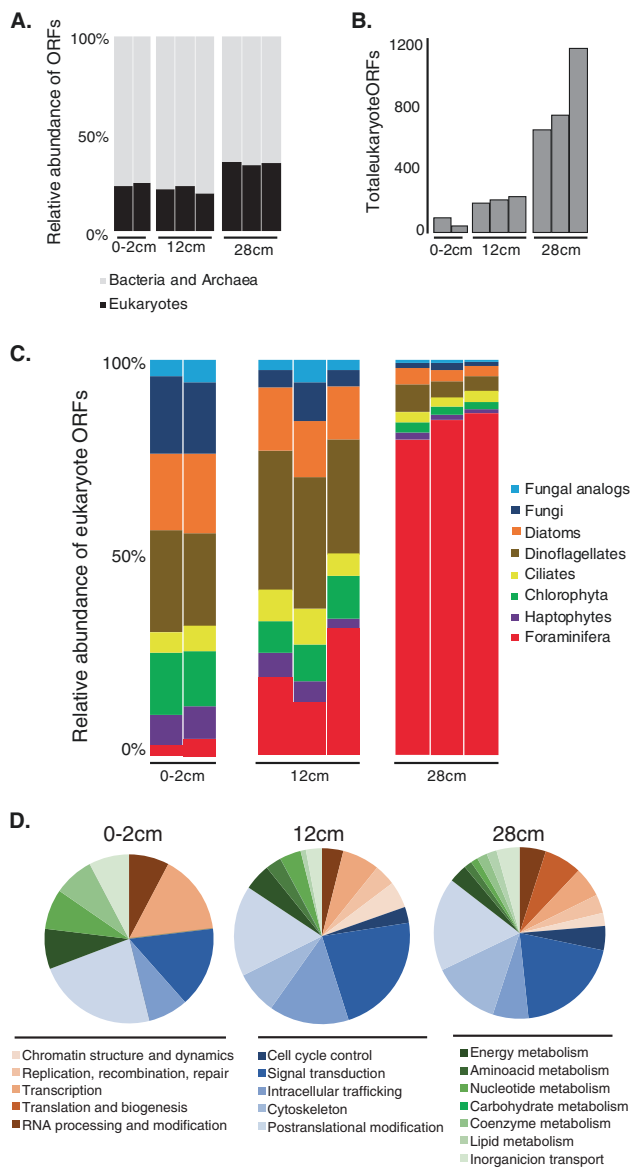 A.
Relative abundance of ORFs
100%
50%
0%
0-2cm
12cm
28cm
Bacteria and Archaea
Eukaryotes
B.
TotaleukaryoteORFs
1200
800
400
0
0-2cm
12cm
28cm
C.
Relative abundance of eukaryote ORFs
100%
50%
0%
0-2cm
12cm
28cm
Fungal analogs
Fungi
Diatoms
Dinoflagellates
Ciliates
Chlorophyta
Haptophytes
Foraminifera
D.
0-2cm
12cm
28cm
Chromatin structure and dynamics
Replication, recombination, repair
Transcription
Translation and biogenesis
RNA processing and modification
Cell cycle control
Signal transduction
Intracellular trafficking
Cytoskeleton
Postranslational modification
Energy metabolism
Aminoacid metabolism
Nucleotide metabolism
Carbohydrate metabolism
Coenzyme metabolism
Lipid metabolism
Inorganicion transport